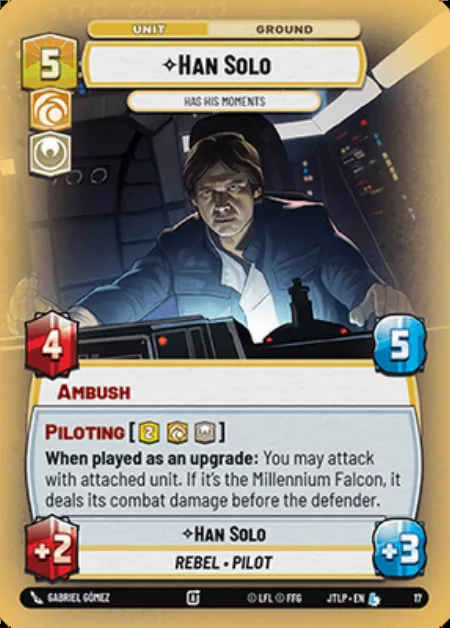 UNIT
GROUND
5
✧HAN SOLO
HAS HIS MOMENTS
4
5
AMBUSH
PILOTING [2]
When played as an upgrade: You may attack
with attached unit. If it's the Millennium Falcon, it
deals its combat damage before the defender.
+2
✧HAN SOLO
+3
REBEL • PILOT
GABRIEL GÓMEZ
© LFL © FFG
JTLP • EN
17